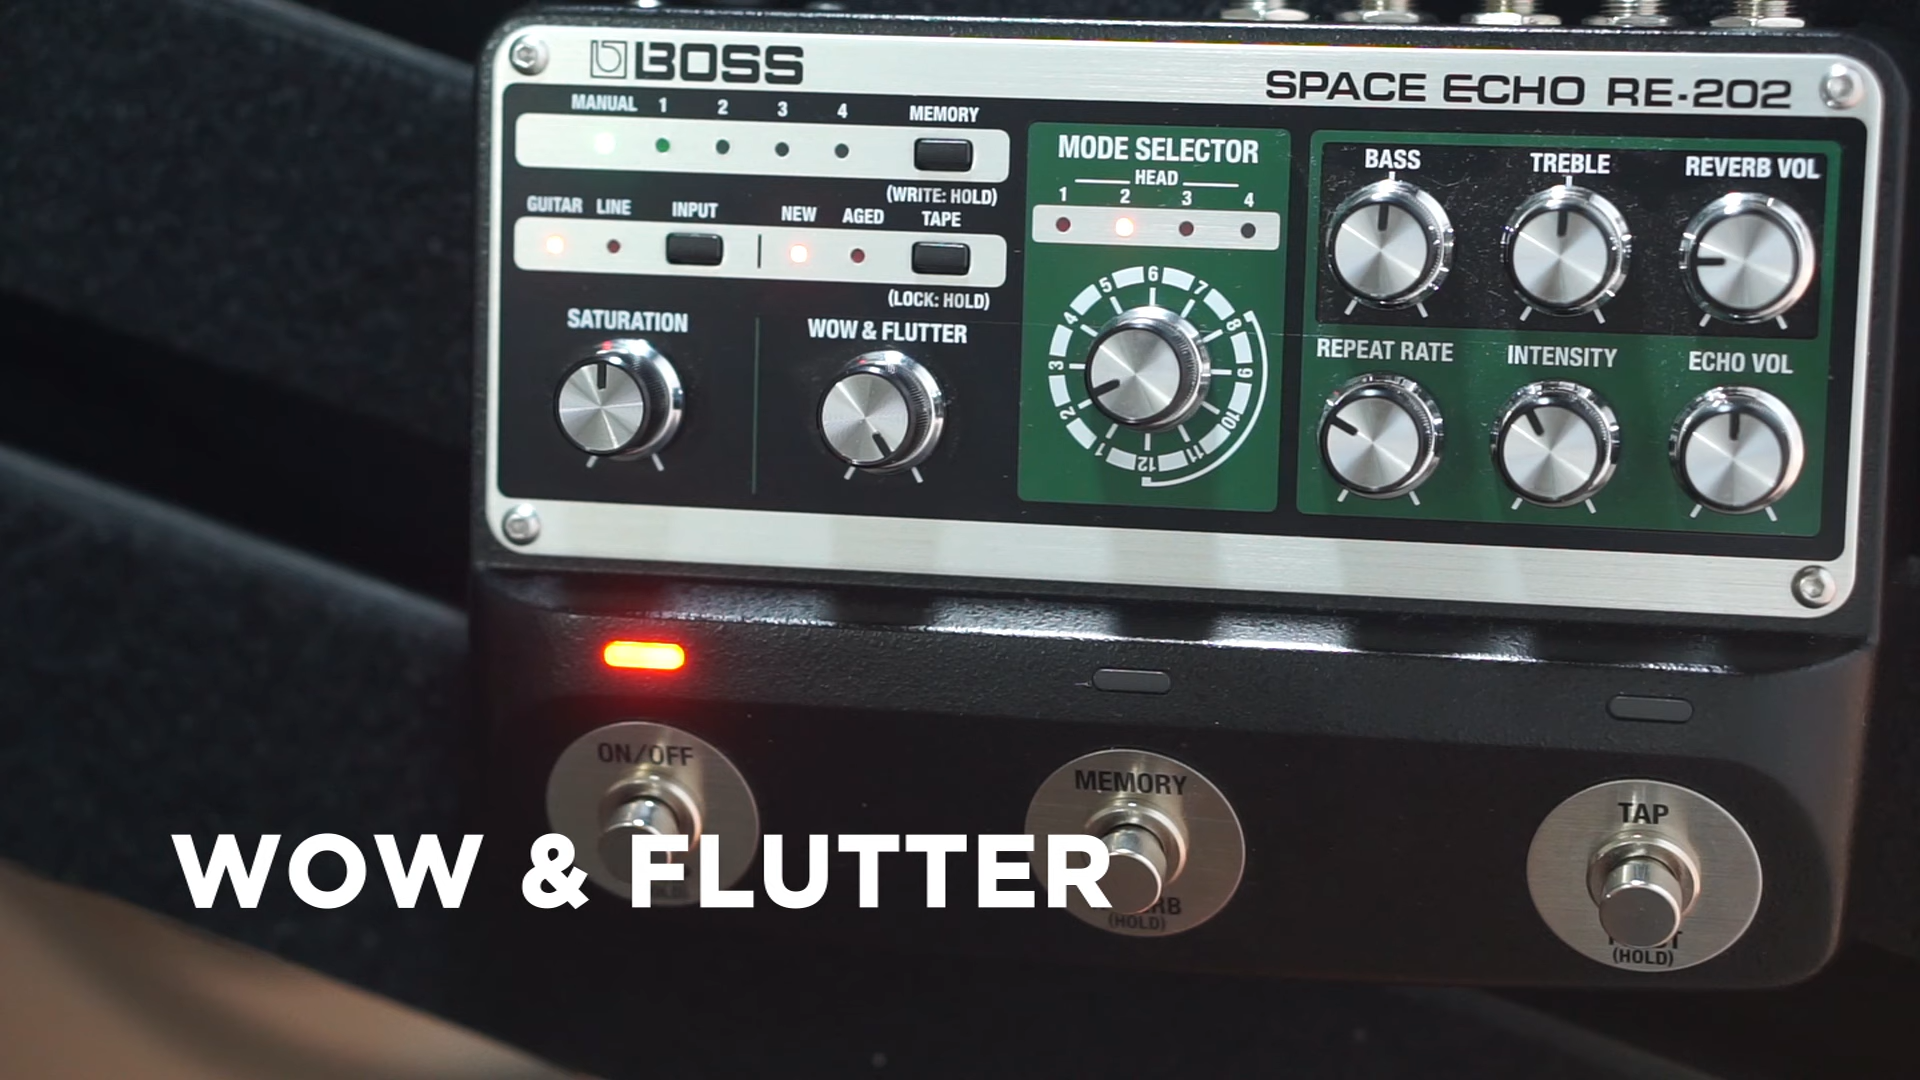 BOSS
SPACE ECHO RE-202
MANUAL 1 2 3 4 MEMORY
(WRITE: HOLD)
GUITAR LINE INPUT NEW AGED TAPE
(LOCK: HOLD)
SATURATION
WOW & FLUTTER
MODE SELECTOR
HEAD
1 2 3 4
1 2 3 4 5 6 7 8 9 10 11 12
BASS TREBLE REVERB VOL
REPEAT RATE INTENSITY ECHO VOL
ON/OFF
MEMORY
(HOLD)
TAP
(HOLD)
WOW & FLUTTER